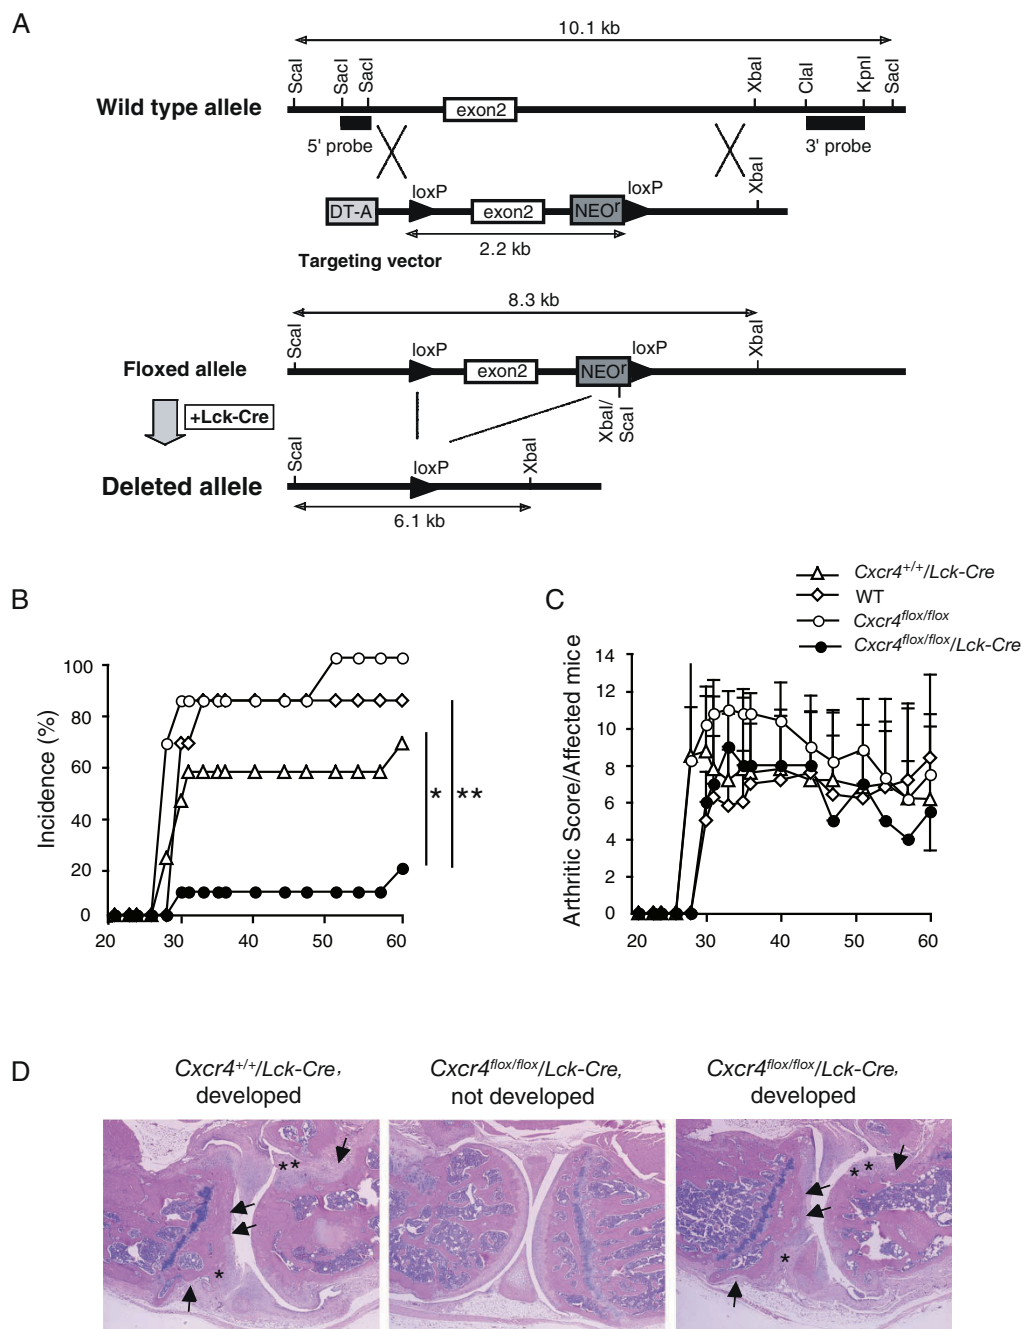 A
10.1 kb
ScaI
SacI
SacI
XbaI
ClaI
KpnI
SacI
Wild type allele
exon2
5' probe
3' probe
loxP
loxP
XbaI
DT-A
exon2
NEOr
2.2 kb
Targeting vector
8.3 kb
ScaI
loxP
loxP
XbaI
Floxed allele
exon2
NEOr
+Lck-Cre
XbaI/
ScaI
ScaI
loxP
XbaI
Deleted allele
6.1 kb
B
Incidence (%)
100
80
60
40
20
0
20 30 40 50 60
* **
C
Cxcr4+/+/Lck-Cre
WT
Cxcr4flox/flox
Cxcr4flox/flox/Lck-Cre
Arthritic Score/Affected mice
14
12
10
8
6
4
2
0
20 30 40 50 60
D
Cxcr4+/+/Lck-Cre,
developed
Cxcr4flox/flox/Lck-Cre,
not developed
Cxcr4flox/flox/Lck-Cre,
developed
**
*
**
*